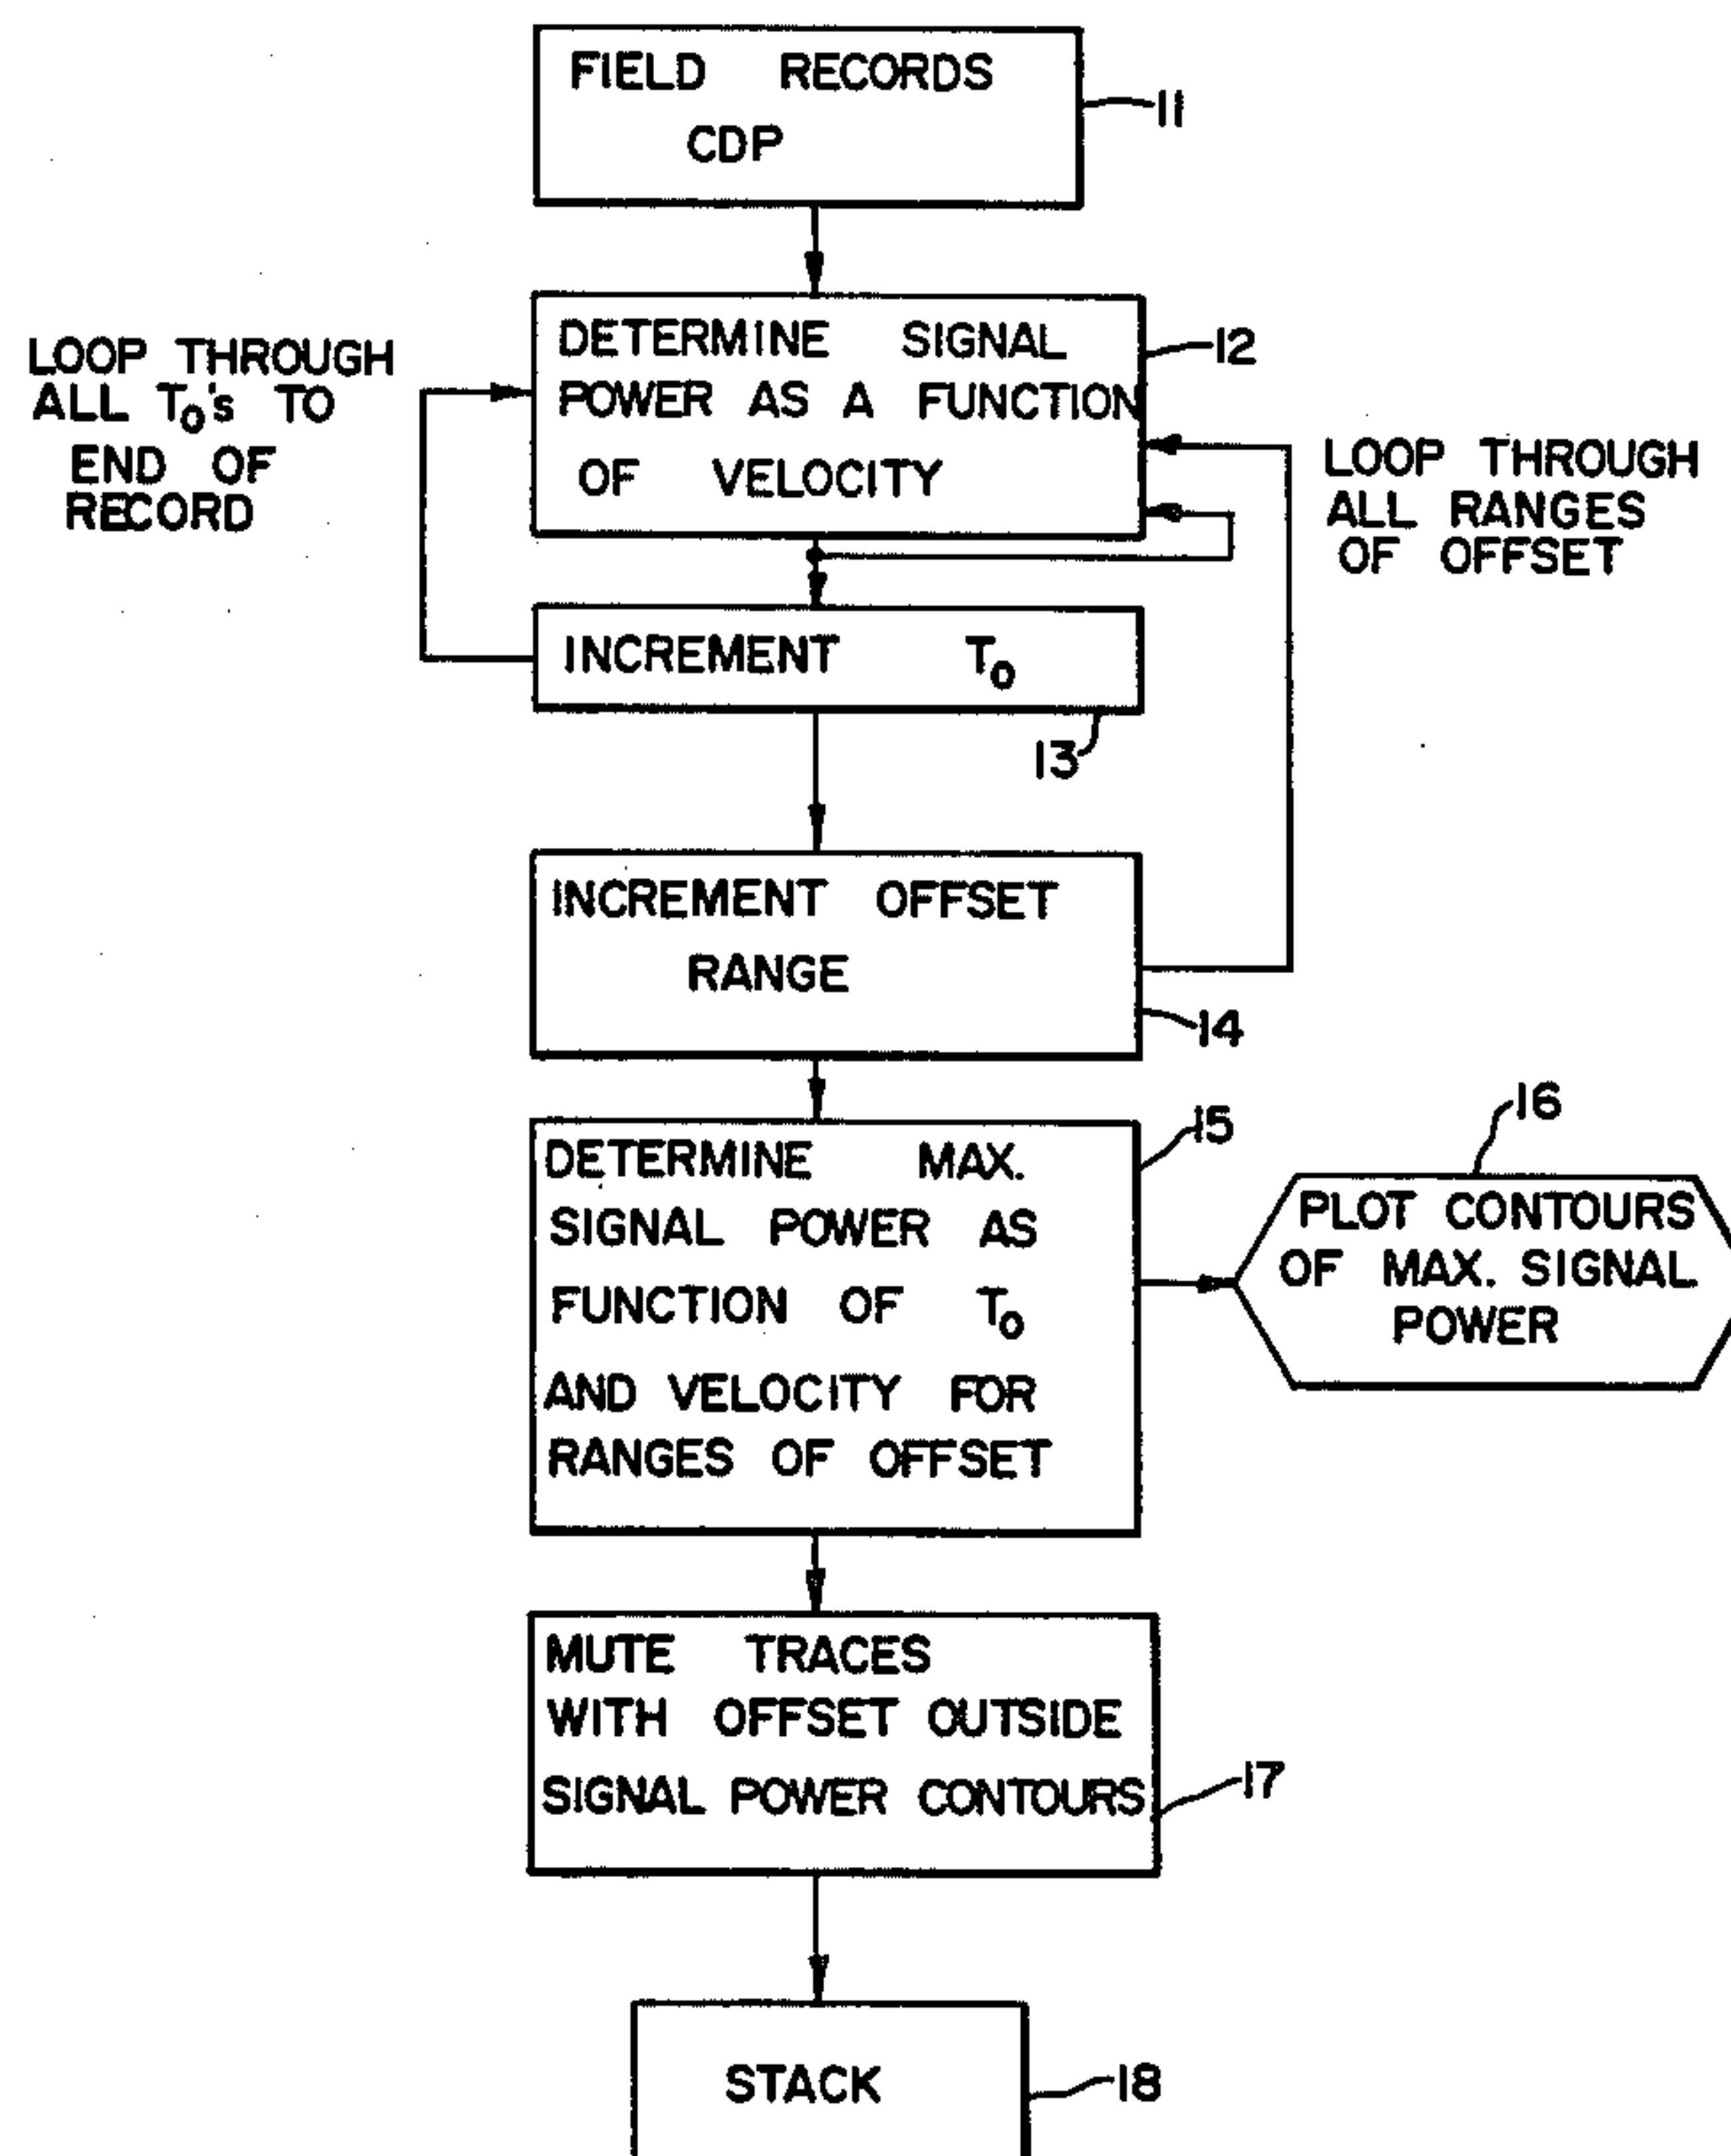 FIELD RECORDS
CDP
11
LOOP THROUGH
ALL T₀'s TO
END OF
RECORD
DETERMINE SIGNAL
POWER AS A FUNCTION
OF VELOCITY
12
LOOP THROUGH
ALL RANGES
OF OFFSET
INCREMENT T₀
13
INCREMENT OFFSET
RANGE
14
DETERMINE MAX.
SIGNAL POWER AS
FUNCTION OF T₀
AND VELOCITY FOR
RANGES OF OFFSET
15
16
PLOT CONTOURS
OF MAX. SIGNAL
POWER
MUTE TRACES
WITH OFFSET OUTSIDE
SIGNAL POWER CONTOURS
17
STACK
18